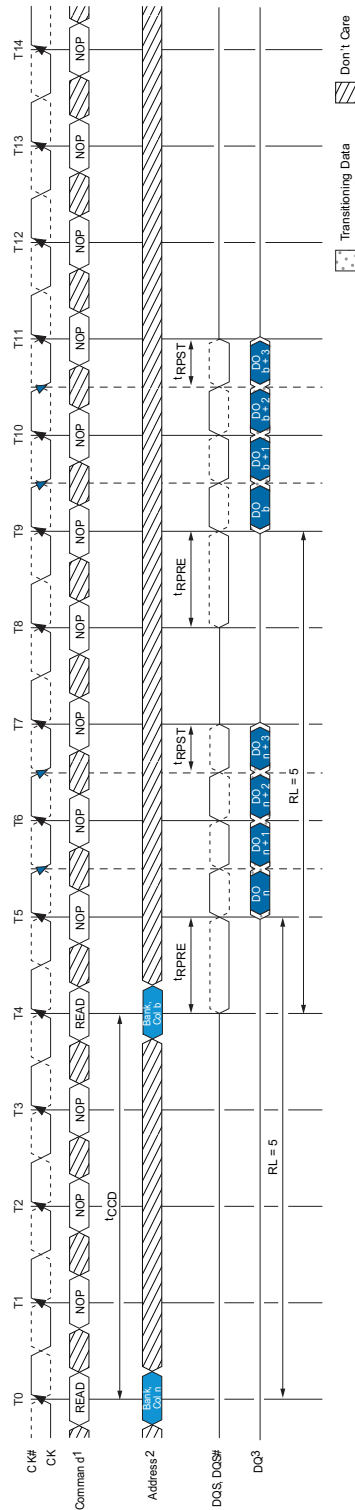 T0 T1 T2 T3 T4 T5 T6 T7 T8 T9 T10 T11 T12 T13 T14
CK#
CK
Command1 READ NOP NOP NOP READ NOP NOP NOP NOP NOP NOP NOP NOP NOP NOP
tCCD
Address2 Bank, Col n Bank, Col b
tRPRE tRPST tRPRE tRPST
DQS, DQS#
DQ3 DO n DO n + 1 DO n + 2 DO n + 3 DO b DO b + 1 DO b + 2 DO b + 3
RL = 5
RL = 5
Transitioning Data Don't Care